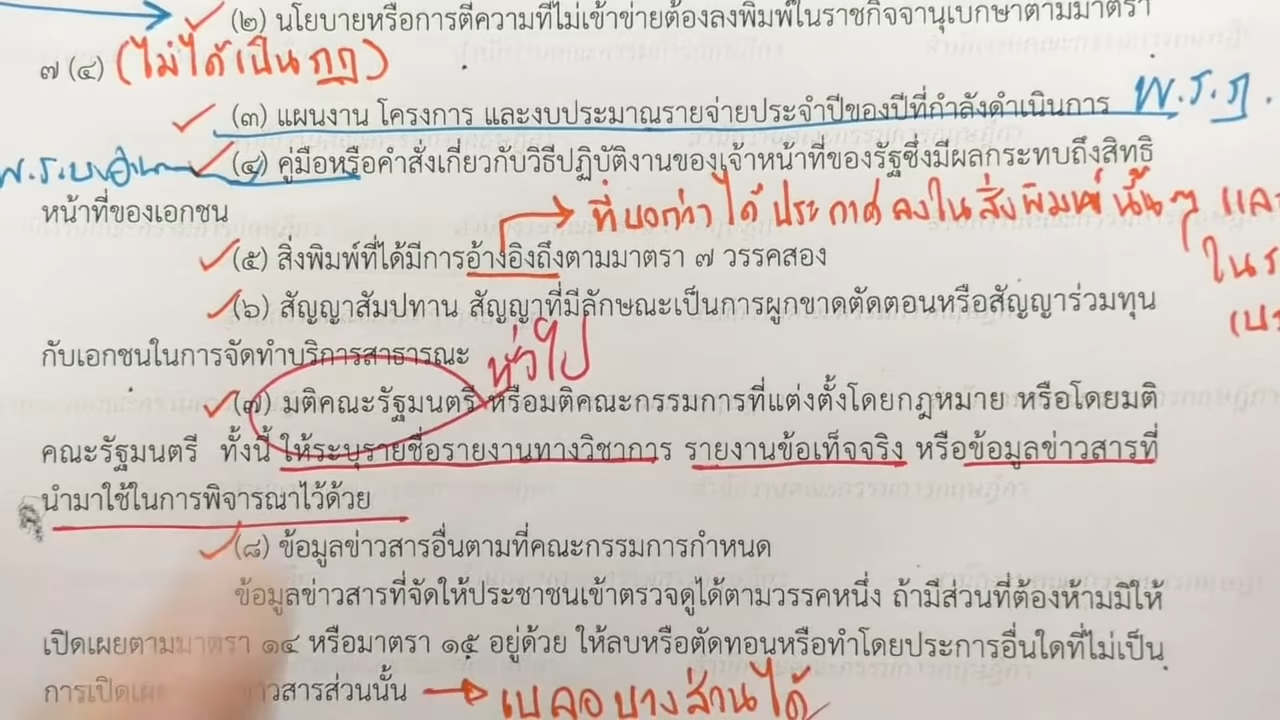 (๒) นโยบายหรือการตีความที่ไม่เข้าข่ายต้องลงพิมพ์ในราชกิจจานุเบกษาตามมาตรา
๗ (๔) (ไม่ได้เป็นกฎ)
(๓) แผนงาน โครงการ และงบประมาณรายจ่ายประจำปีของปีที่กำลังดำเนินการ พ.ร.ฎ.
(๔) คู่มือหรือคำสั่งเกี่ยวกับวิธีปฏิบัติงานของเจ้าหน้าที่ของรัฐซึ่งมีผลกระทบถึงสิทธิ
หน้าที่ของเอกชน
ที่บอกว่าได้ประกาศลงในสิ่งพิมพ์นั้นๆ แล
ใน
(๕) สิ่งพิมพ์ที่ได้มีการอ้างอิงถึงตามมาตรา ๗ วรรคสอง
(๖) สัญญาสัมปทาน สัญญาที่มีลักษณะเป็นการผูกขาดตัดตอนหรือสัญญาร่วมทุน
กับเอกชนในการจัดทำบริการสาธารณะ ทั่วไป
(๗) มติคณะรัฐมนตรี หรือมติคณะกรรมการที่แต่งตั้งโดยกฎหมาย หรือโดยมติ
คณะรัฐมนตรี ทั้งนี้ ให้ระบุรายชื่อรายงานทางวิชาการ รายงานข้อเท็จจริง หรือข้อมูลข่าวสารที่
นำมาใช้ในการพิจารณาไว้ด้วย
(๘) ข้อมูลข่าวสารอื่นตามที่คณะกรรมการกำหนด
ข้อมูลข่าวสารที่จัดให้ประชาชนเข้าตรวจดูได้ตามวรรคหนึ่ง ถ้ามีส่วนที่ต้องห้ามมิให้
เปิดเผยตามมาตรา ๑๔ หรือมาตรา ๑๕ อยู่ด้วย ให้ลบหรือตัดทอนหรือทำโดยประการอื่นใดที่ไม่เป็น
การเปิดเผย าวสารส่วนนั้น บางส่วนได้